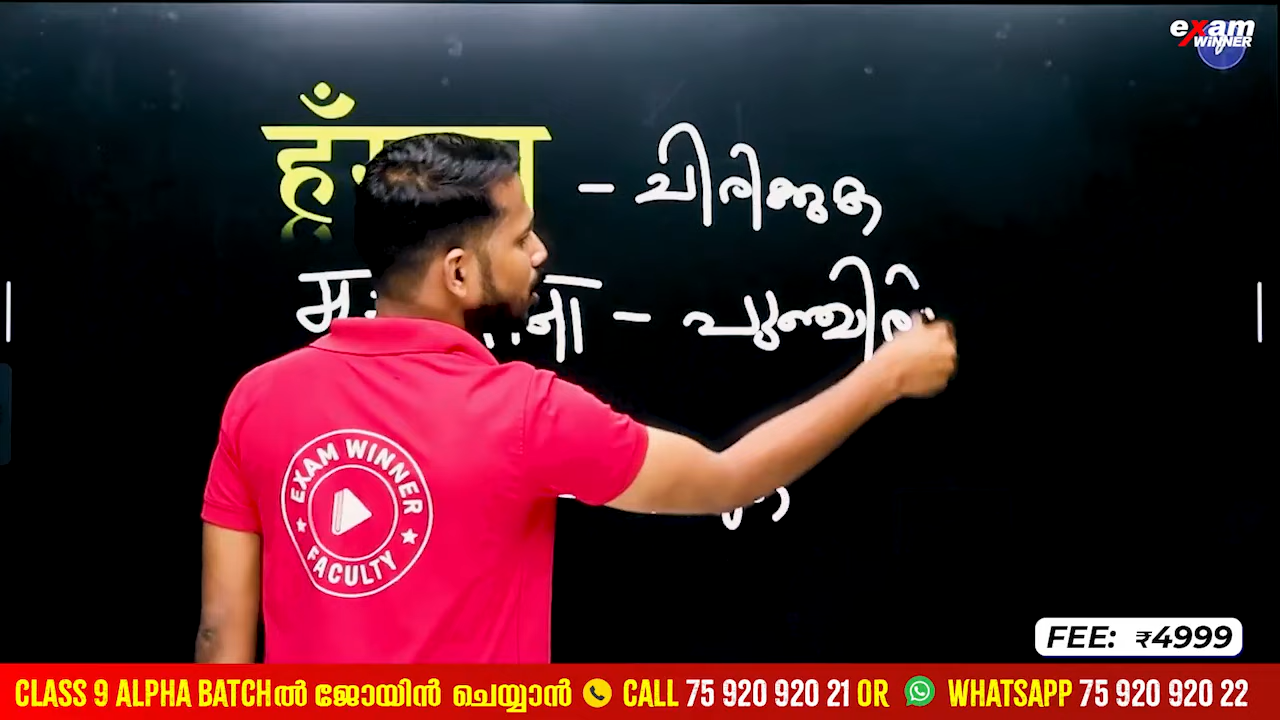 exam
WINNER
– ചിരിക്കുക
– പുഞ്ചിരി
EXAM WINNER
FACULTY
FEE: ₹4999
CLASS 9 ALPHA BATCHൽ ജോയിൻ ചെയ്യാൻ CALL 75 920 920 21 OR WHATSAPP 75 920 920 22